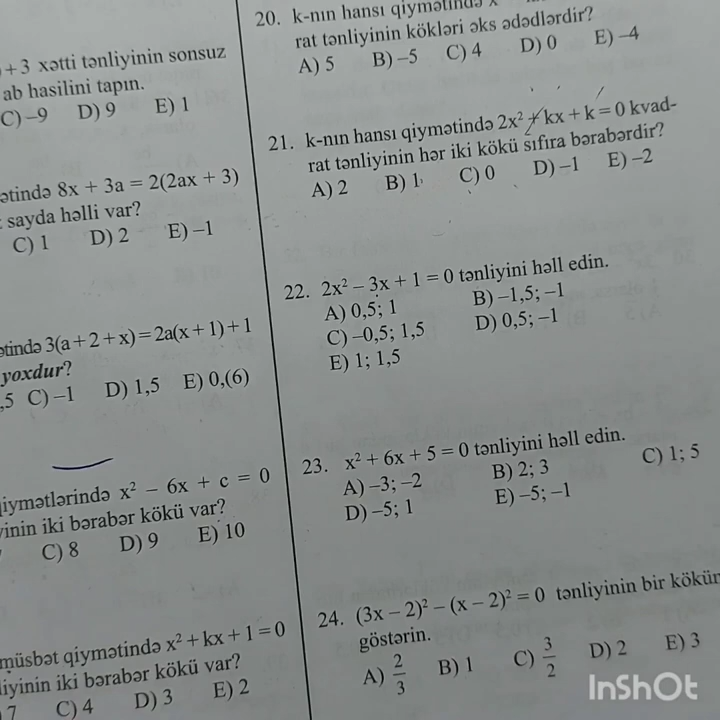 + 3 xətti tənliyinin sonsuz
ab hasilini tapın.
C) –9 D) 9 E) 1
ətində 8x + 3a = 2(2ax + 3)
sayda həlli var?
C) 1 D) 2 E) –1
ətində 3(a + 2 + x) = 2a(x + 1) + 1
yoxdur?
,5 C) –1 D) 1,5 E) 0,(6)
iymətlərində x² – 6x + c = 0
inin iki bərabər kökü var?
C) 8 D) 9 E) 10
müsbət qiymətində x² + kx + 1 = 0
liyinin iki bərabər kökü var?
7 C) 4 D) 3 E) 2
20. k-nın hansı qiymətində x
rat tənliyinin kökləri əks ədədlərdir?
A) 5 B) –5 C) 4 D) 0 E) –4
21. k-nın hansı qiymətində 2x² + kx + k = 0 kvad-
rat tənliyinin hər iki kökü sıfıra bərabərdir?
A) 2 B) 1 C) 0 D) –1 E) –2
22. 2x² – 3x + 1 = 0 tənliyini həll edin.
A) 0,5; 1 B) –1,5; –1
C) –0,5; 1,5 D) 0,5; –1
E) 1; 1,5
23. x² + 6x + 5 = 0 tənliyini həll edin.
A) –3; –2 B) 2; 3 C) 1; 5
D) –5; 1 E) –5; –1
24. (3x – 2)² – (x – 2)² = 0 tənliyinin bir kökün
göstərin.
A) 2/3 B) 1 C) 3/2 D) 2 E) 3
InShOt